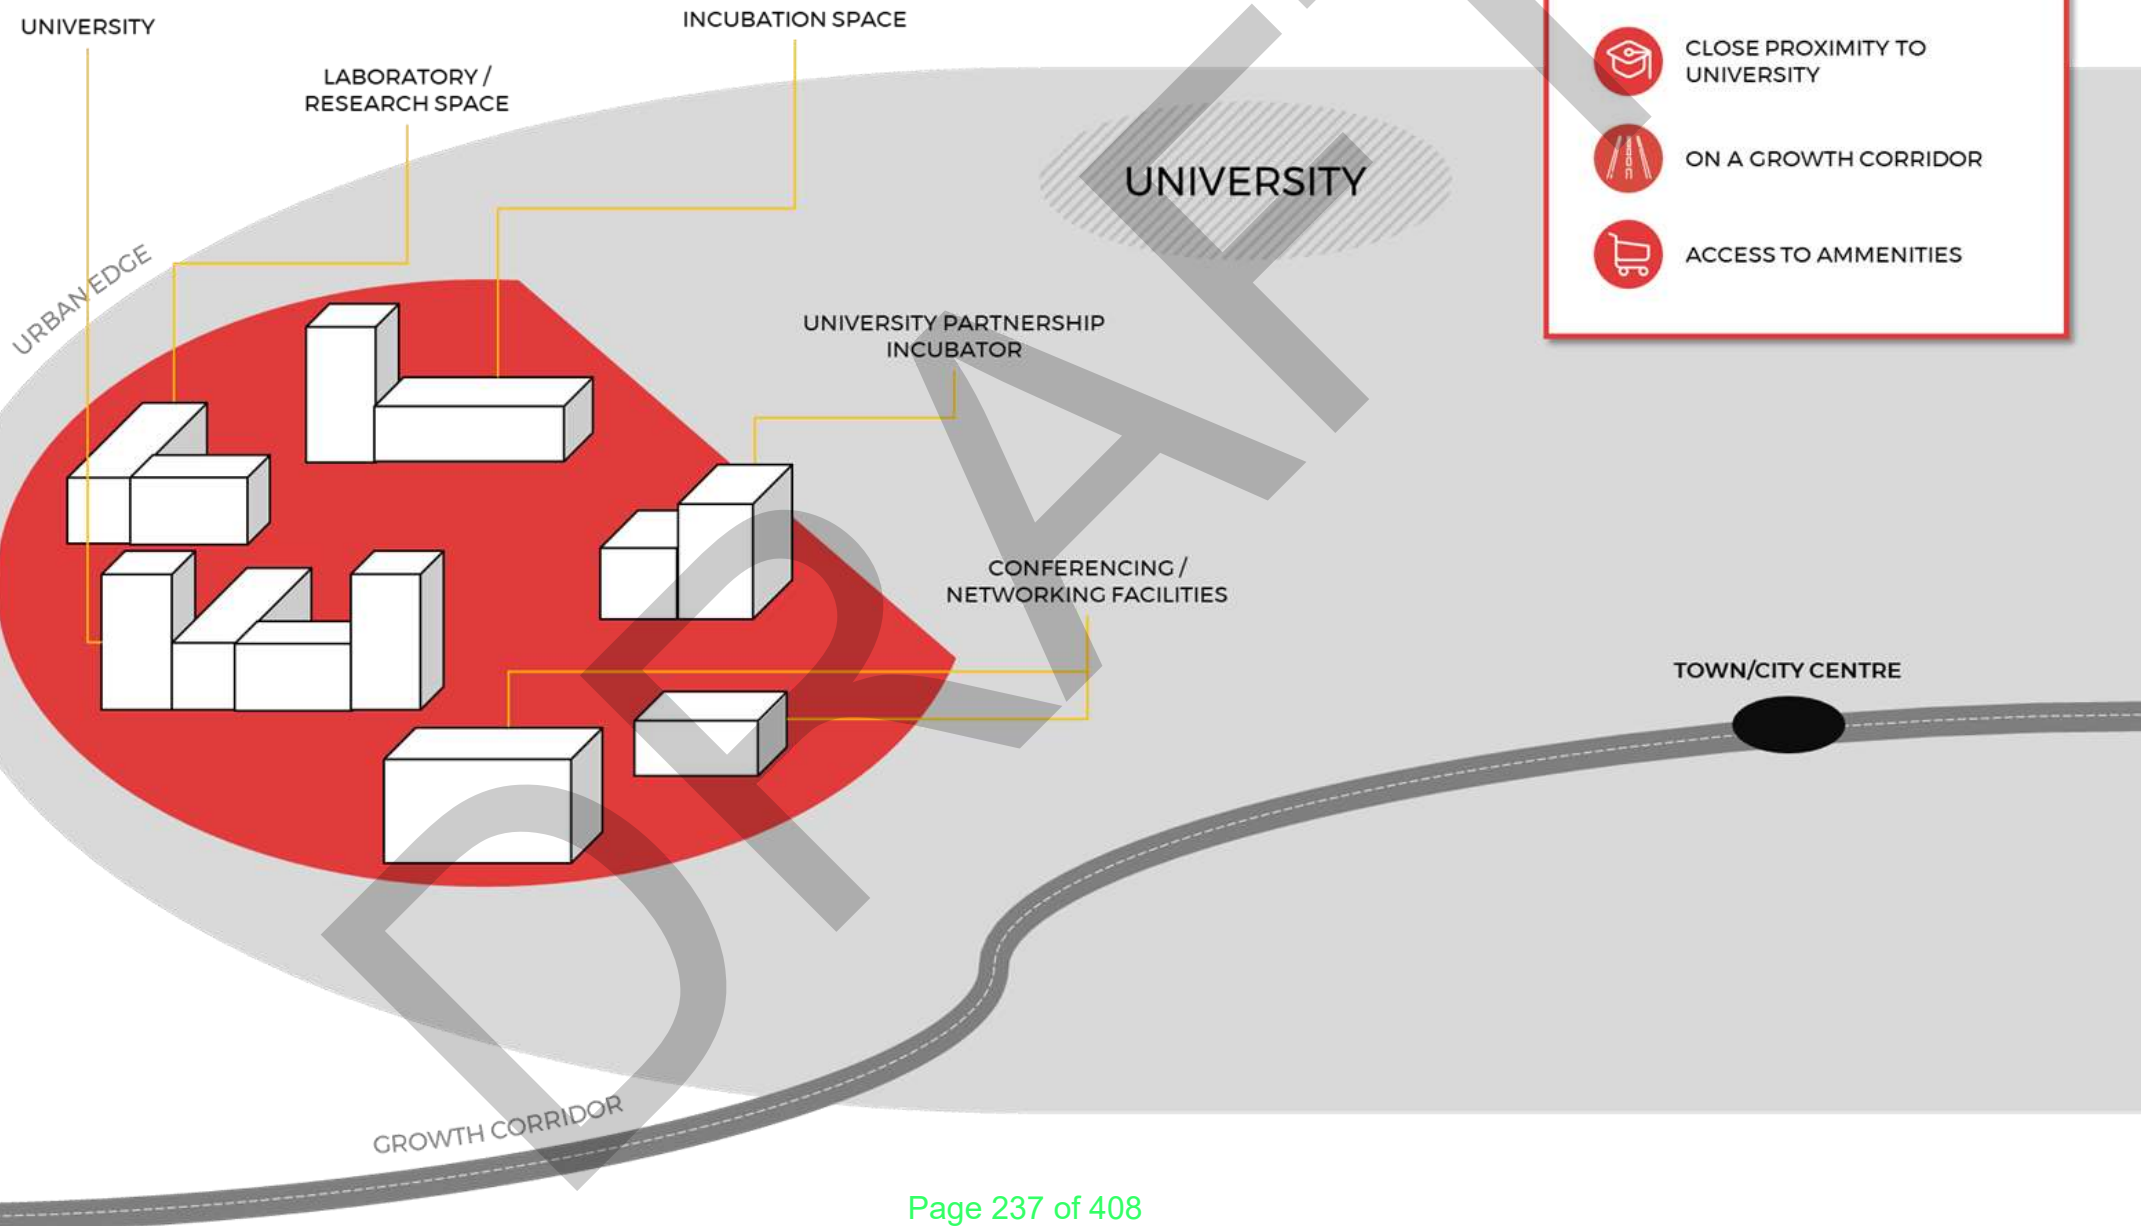 UNIVERSITY
INCUBATION SPACE
LABORATORY /
RESEARCH SPACE
CLOSE PROXIMITY TO
UNIVERSITY
ON A GROWTH CORRIDOR
ACCESS TO AMMENITIES
UNIVERSITY
URBAN EDGE
UNIVERSITY PARTNERSHIP
INCUBATOR
CONFERENCING /
NETWORKING FACILITIES
TOWN/CITY CENTRE
GROWTH CORRIDOR
DRAFT
Page 237 of 408